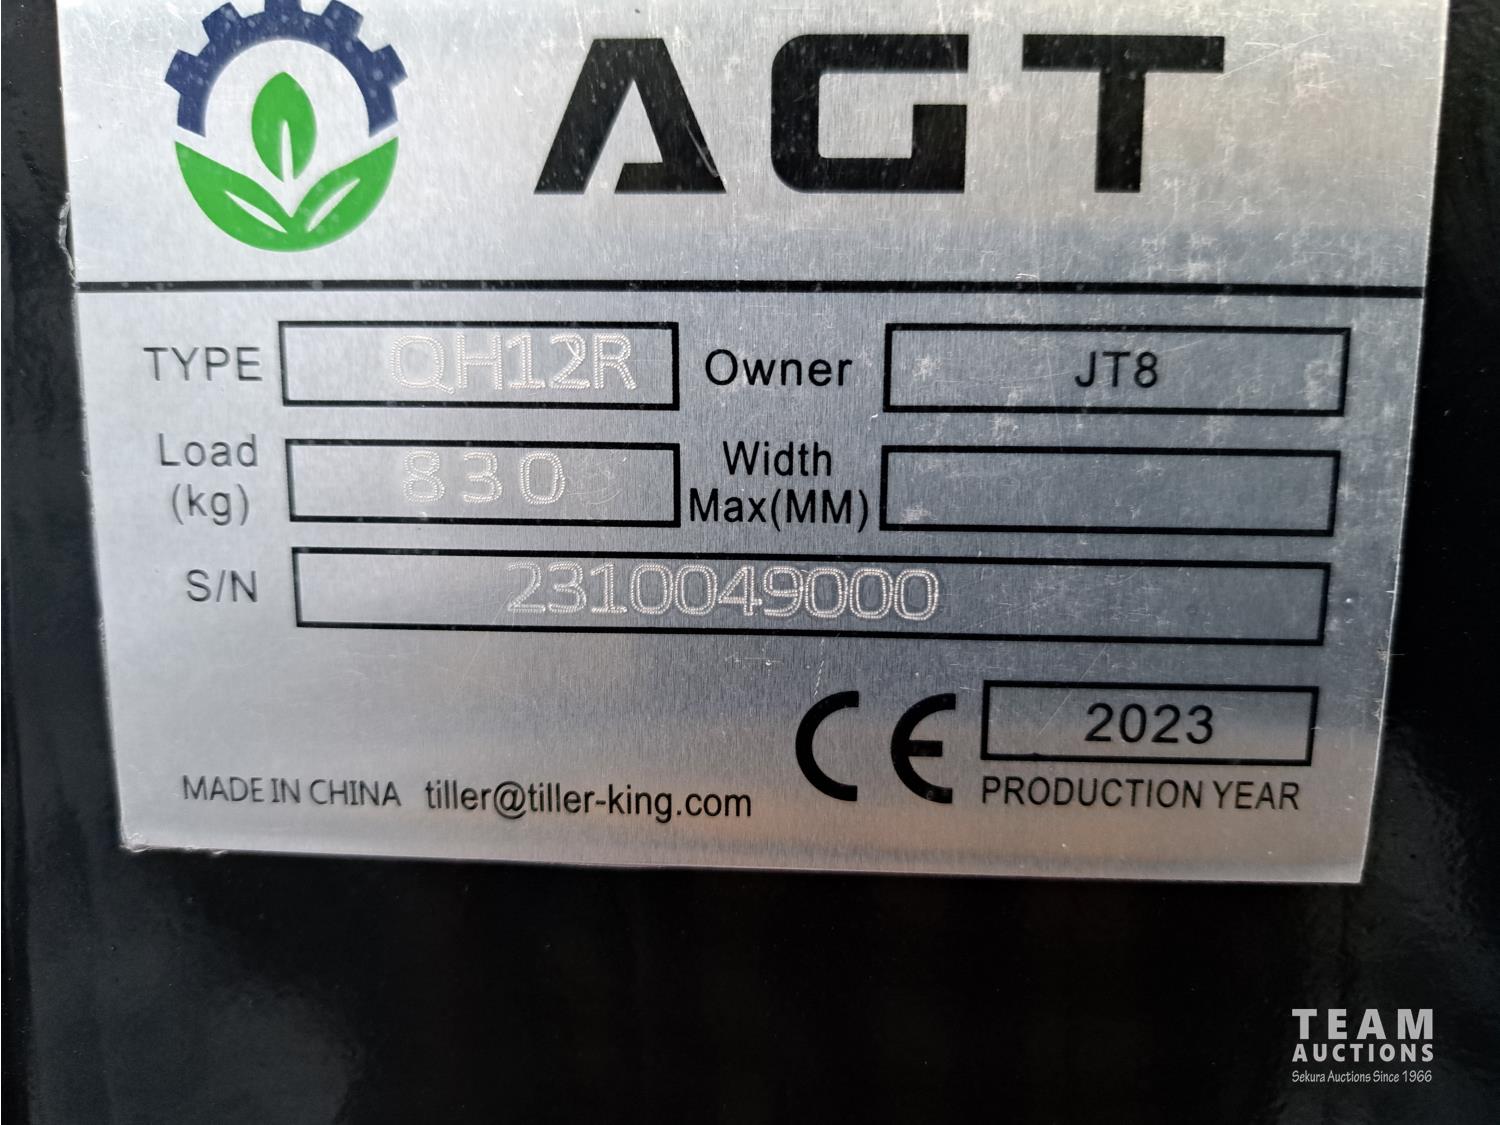 AGT
TYPE QH12R Owner JT8
Load (kg) 830 Width Max(MM)
S/N 2310049000
CE 2023
MADE IN CHINA tiller@tiller-king.com PRODUCTION YEAR
TEAM
AUCTIONS
Sekura Auctions Since 1966